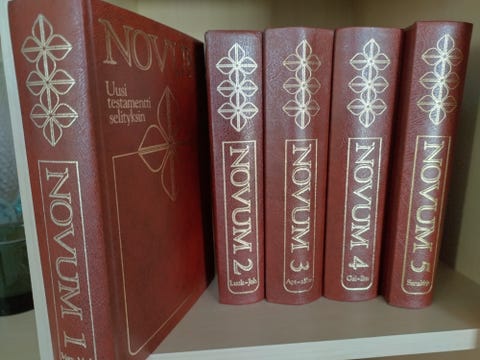 NOVUM
Uusi
testamentti
selityksin
NOVUM 1
NOVUM 2
Luuk-Joh
NOVUM 3
NOVUM 4
NOVUM 5